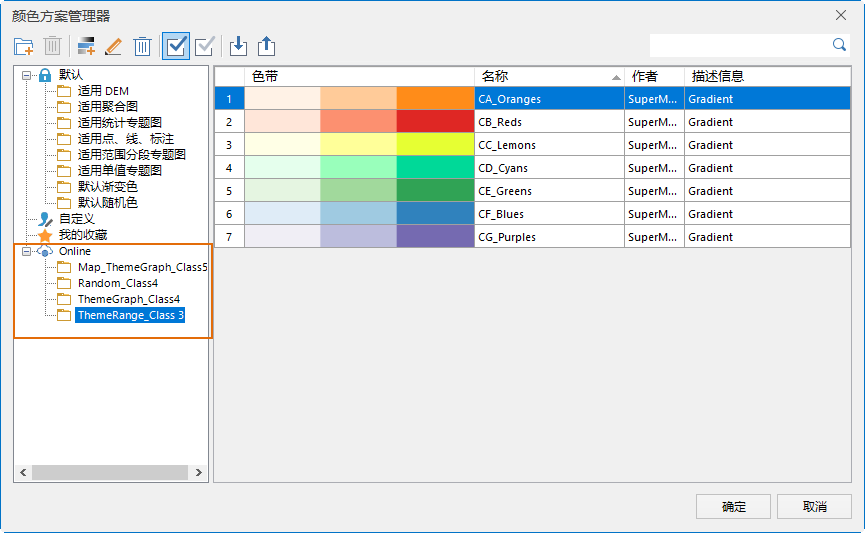 颜色方案管理器
默认
适用 DEM
适用聚合图
适用统计专题图
适用点、线、标注
适用范围分段专题图
适用单值专题图
默认渐变色
默认随机色
自定义
我的收藏
Online
Map_ThemeGraph_Class5
Random_Class4
ThemeGraph_Class4
ThemeRange_Class 3
色带 名称 作者 描述信息
1 CA_Oranges SuperM... Gradient
2 CB_Reds SuperM... Gradient
3 CC_Lemons SuperM... Gradient
4 CD_Cyans SuperM... Gradient
5 CE_Greens SuperM... Gradient
6 CF_Blues SuperM... Gradient
7 CG_Purples SuperM... Gradient
确定 取消